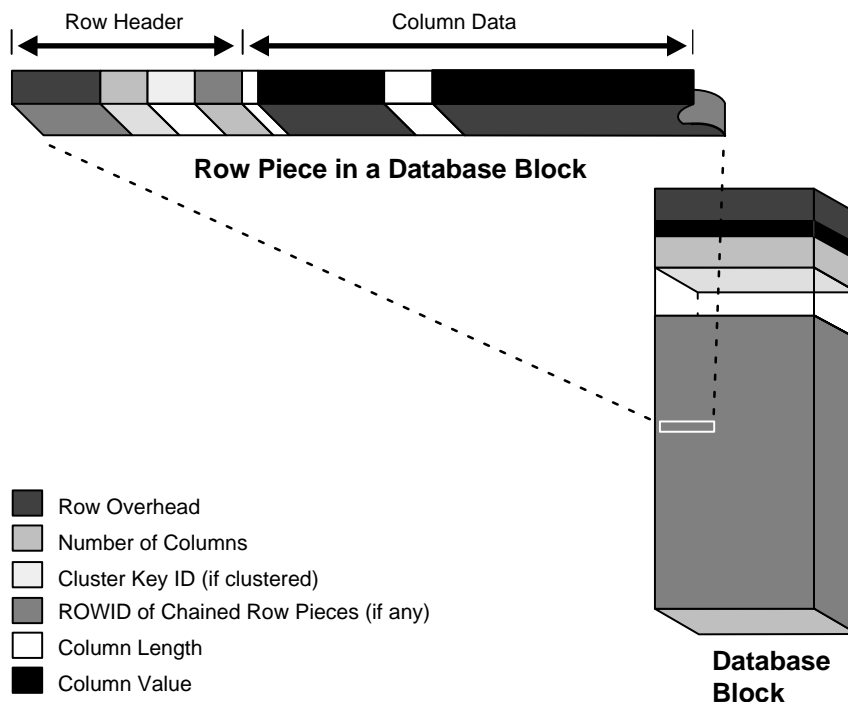 Row Header
Column Data
Row Piece in a Database Block
Row Overhead
Number of Columns
Cluster Key ID (if clustered)
ROWID of Chained Row Pieces (if any)
Column Length
Column Value
Database
Block